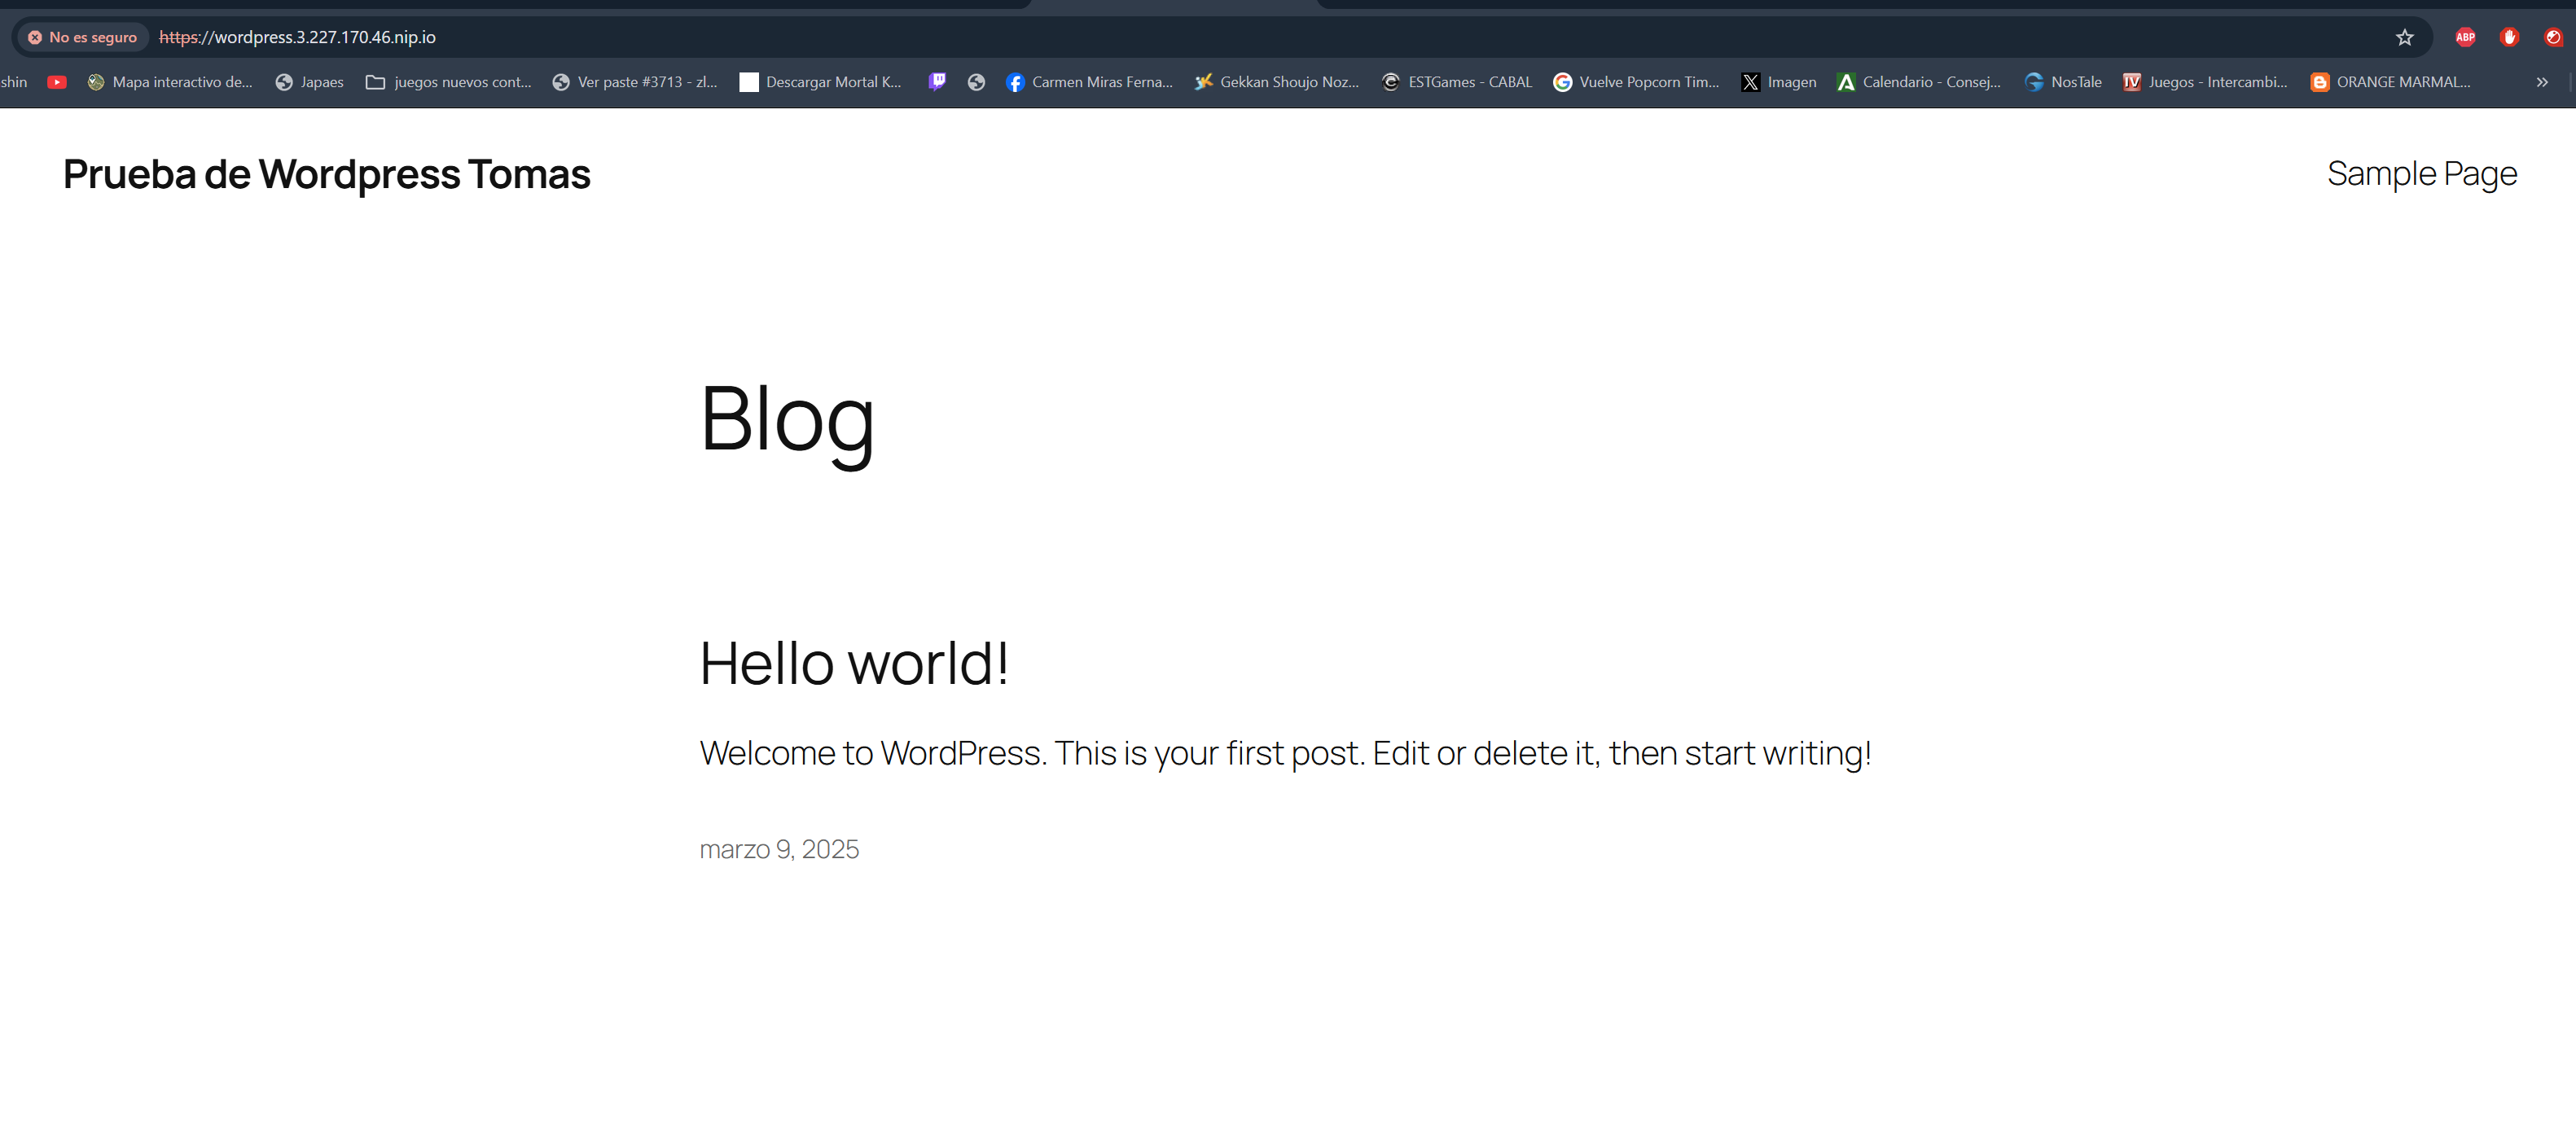 No es seguro https://wordpress.3.227.170.46.nip.io ABP
shin Mapa interactivo de... Japaes juegos nuevos cont... Ver paste #3713 - zl... Descargar Mortal K... Carmen Miras Ferna... Gekkan Shoujo Noz... ESTGames - CABAL Vuelve Popcorn Tim... Imagen Calendario - Consej... NosTale Juegos - Intercambi... ORANGE MARMAL... »
Prueba de Wordpress Tomas Sample Page
Blog
Hello world!
Welcome to WordPress. This is your first post. Edit or delete it, then start writing!
marzo 9, 2025